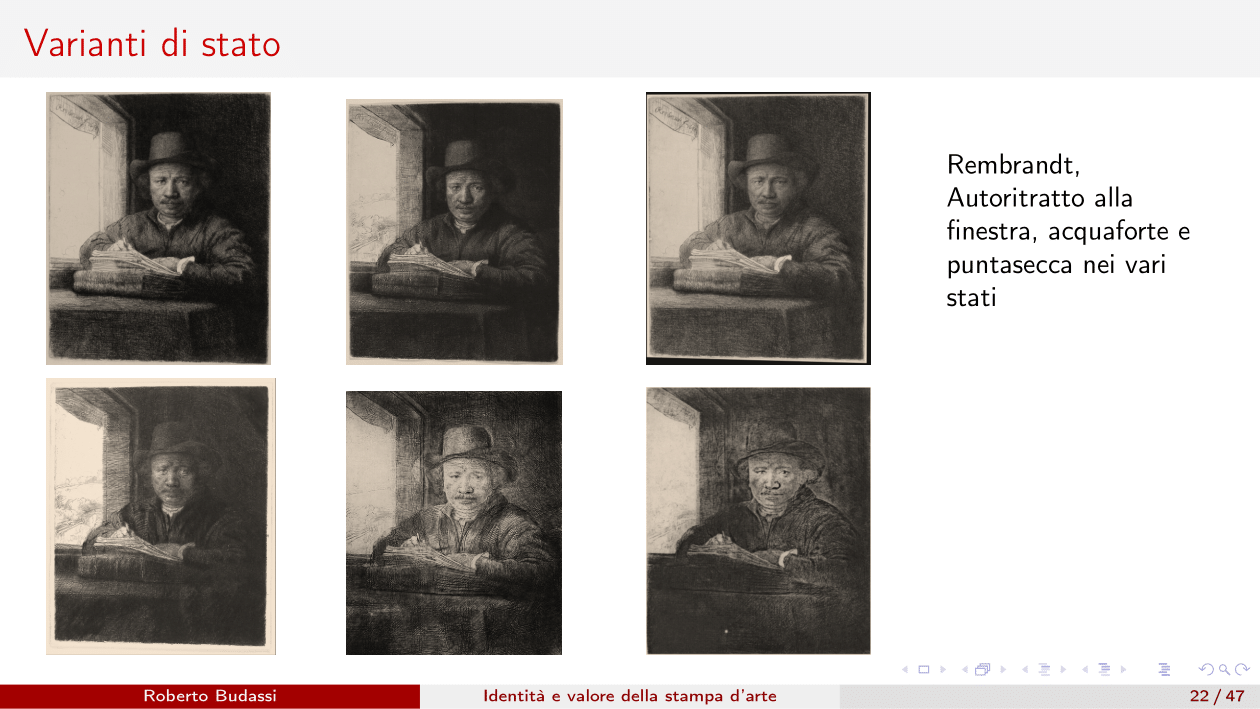 Varianti di stato
Rembrandt,
Autoritratto alla
finestra, acquaforte e
puntasecca nei vari
stati
Roberto Budassi
Identità e valore della stampa d'arte
22 / 47